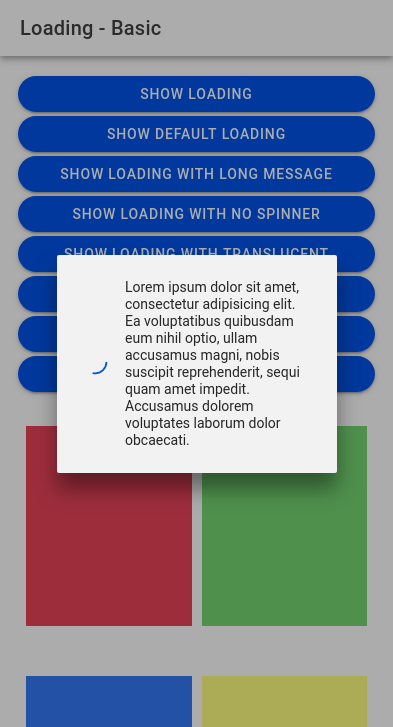 Loading - Basic
SHOW LOADING
SHOW DEFAULT LOADING
SHOW LOADING WITH LONG MESSAGE
SHOW LOADING WITH NO SPINNER
SHOW LOADING WITH TRANSLUCENT
Lorem ipsum dolor sit amet,
consectetur adipisicing elit.
Ea voluptatibus quibusdam
eum nihil optio, ullam
accusamus magni, nobis
suscipit reprehenderit, sequi
quam amet impedit.
Accusamus dolorem
voluptates laborum dolor
obcaecati.